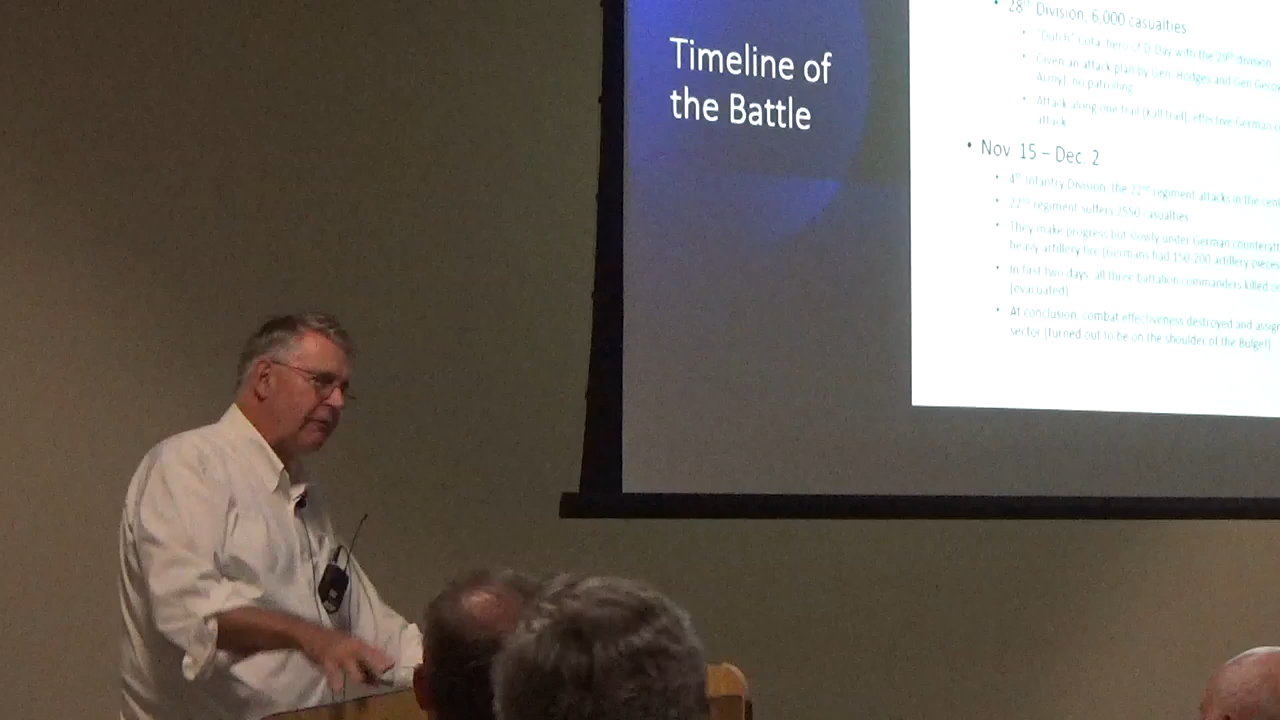 Timeline of
the Battle
28th Division, 6,000 casualties
"Dutch" Cota, hero of D-Day with the 29th division
Given an attack plan by Gen. Hodges and Gen Gerow
Army): no patrolling
Attack along one trail (Kall trail), effective German
attack
Nov 15 – Dec 2
4th Infantry Division, the 22nd regiment attacks in the
22nd regiment suffers 2550 casualties
They make progress but slowly under German
heavy artillery fire (Germans had 150-200 artillery pieces
In first two days, all three battalion commanders killed or
(evacuated)
At conclusion, combat effectiveness destroyed and
sector (turned out to be on the shoulder of the Bulge!)